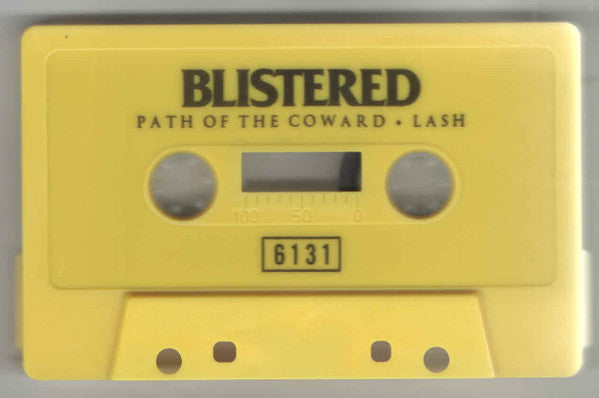 BLISTERED
PATH OF THE COWARD • LASH
100 50 0
6131